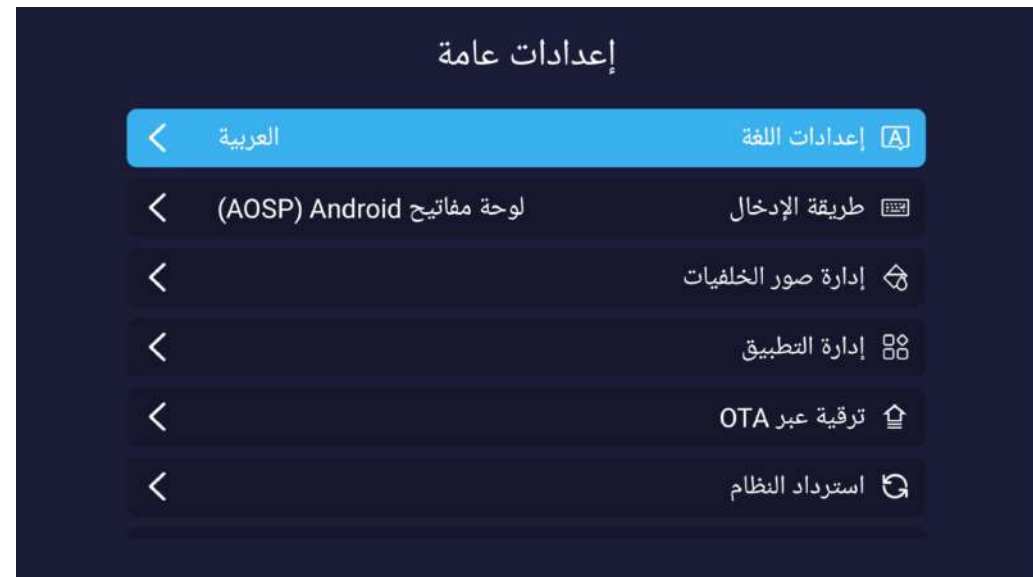 إعدادات عامة
إعدادات اللغة العربية
طريقة الإدخال لوحة مفاتيح Android (AOSP)
إدارة صور الخلفيات
إدارة التطبيق
ترقية عبر OTA
استرداد النظام